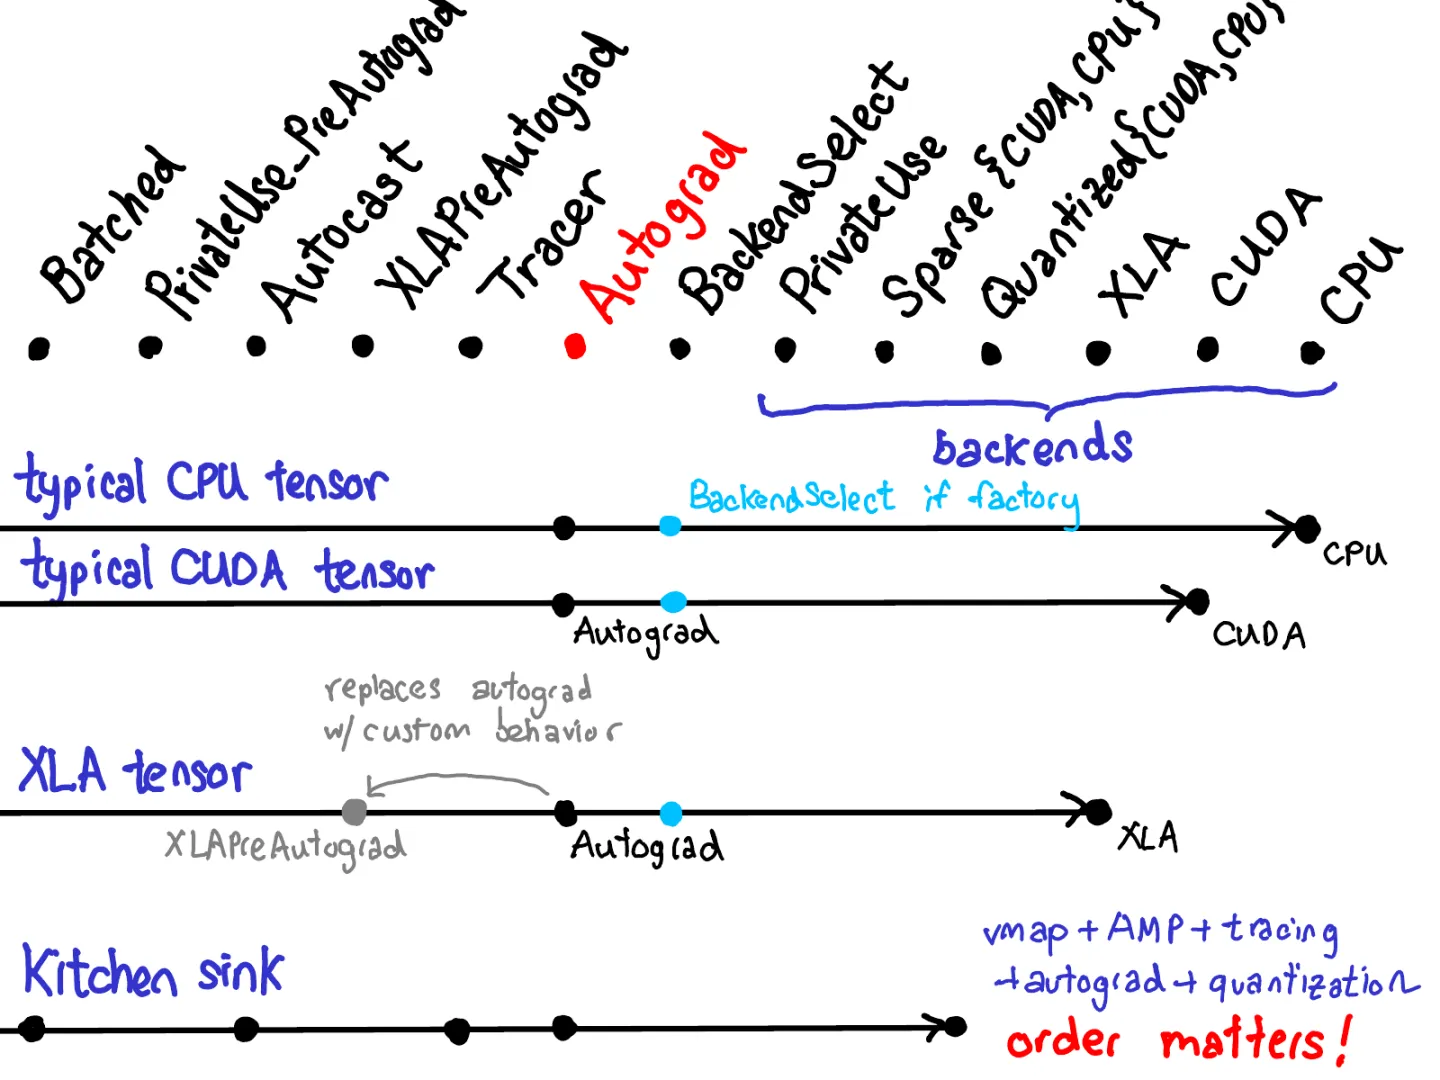 Batched
PrivateUse_PreAutograd
Autocast
XLAPreAutograd
Tracer
Autograd
BackendSelect
PrivateUse
Sparse {CUDA, CPU}
Quantized{CUDA, CPU}
XLA
CUDA
CPU
backends
typical CPU tensor
BackendSelect if factory
CPU
typical CUDA tensor
Autograd
CUDA
replaces autograd
w/ custom behavior
XLA tensor
XLAPreAutograd
Autograd
XLA
Kitchen sink
vmap + AMP + tracing
+ autograd + quantization
order matters!